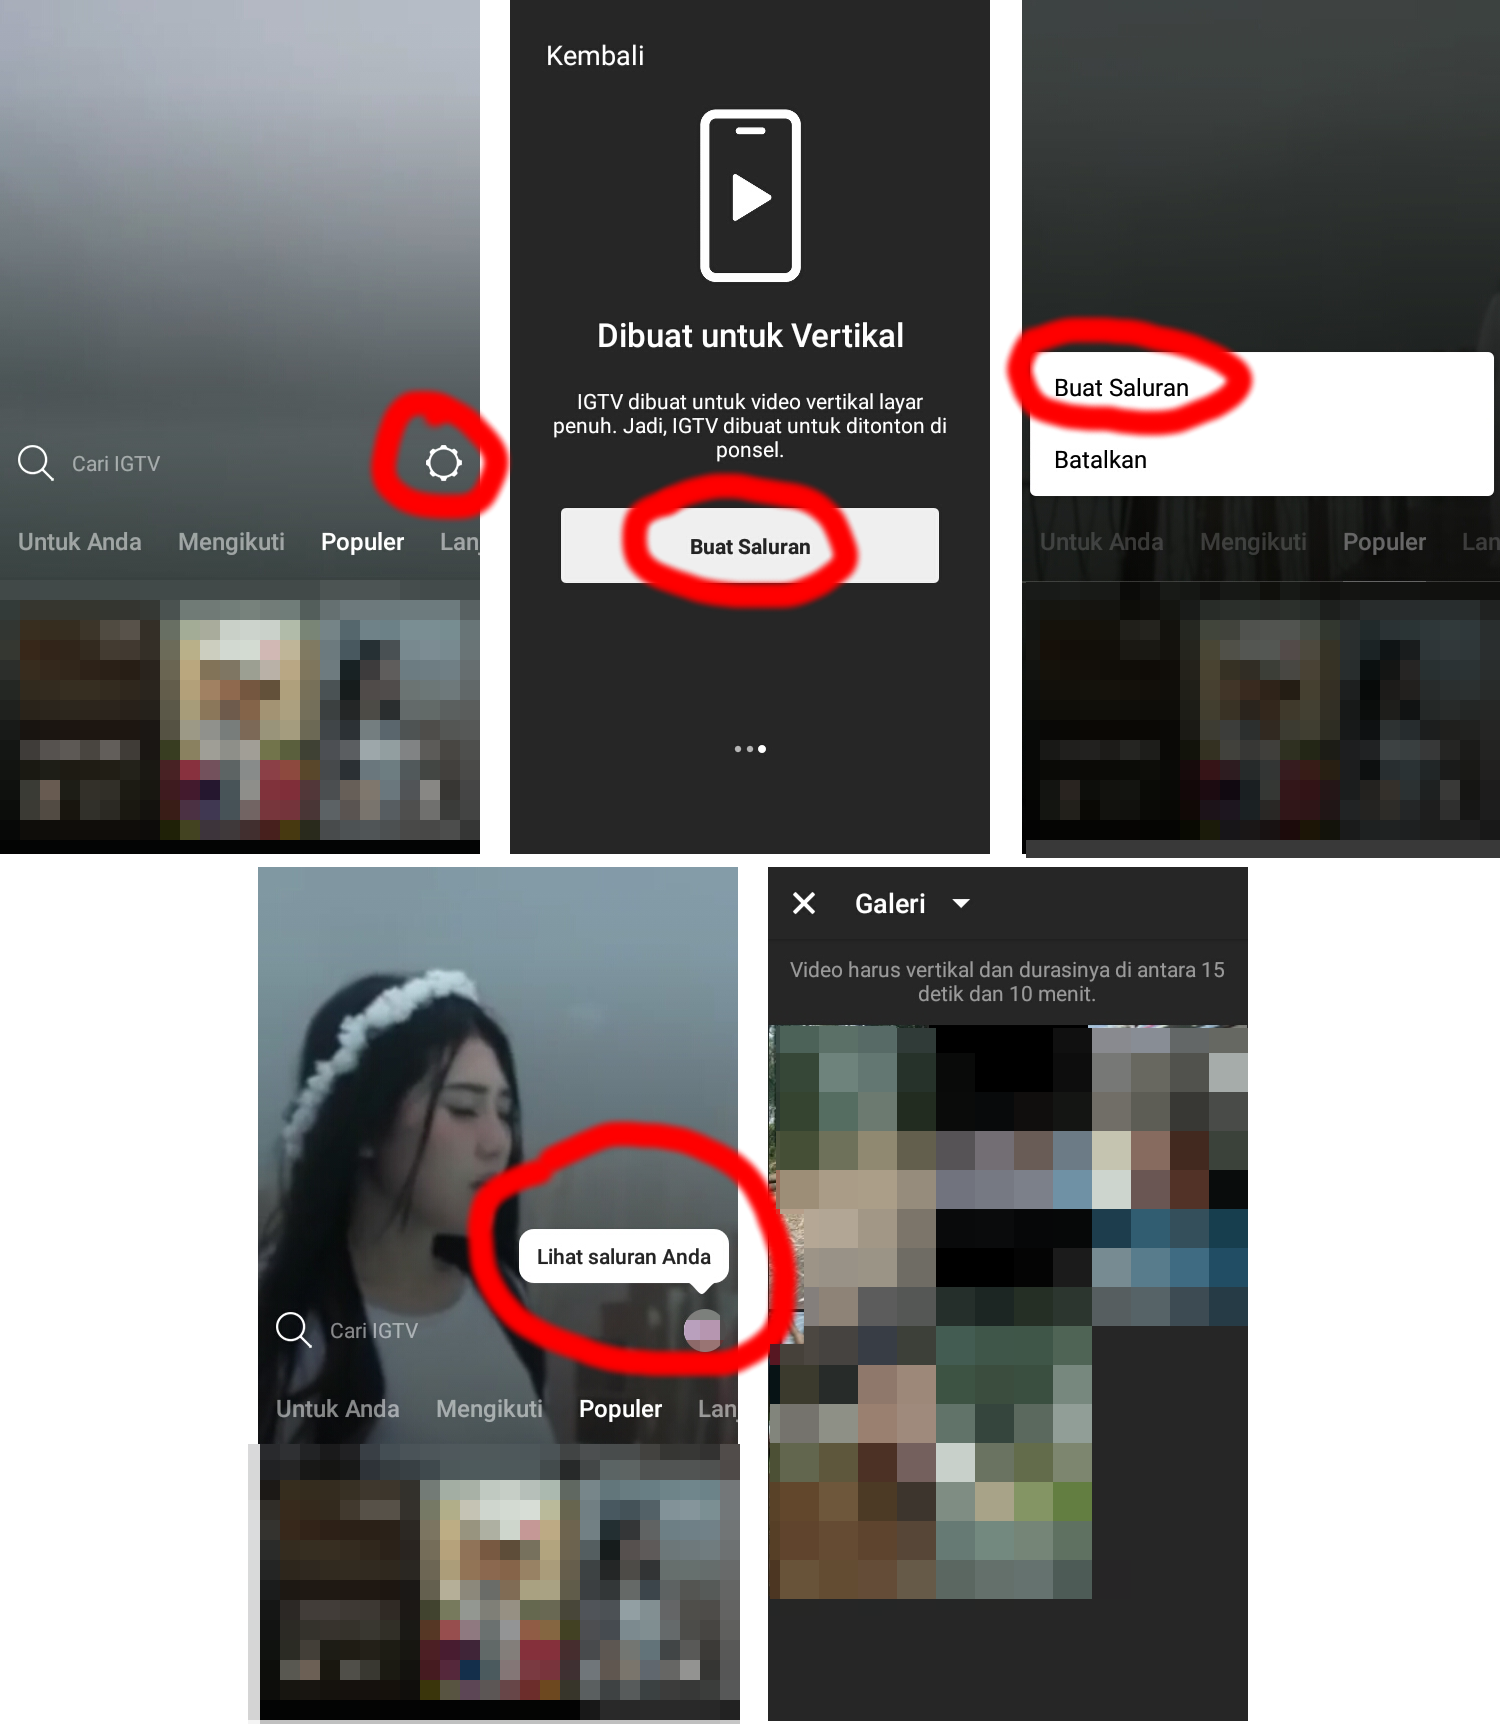 Cari IGTV
Untuk Anda Mengikuti Populer Lan
Kembali
Dibuat untuk Vertikal
IGTV dibuat untuk video vertikal layar
penuh. Jadi, IGTV dibuat untuk ditonton di
ponsel.
Buat Saluran
Buat Saluran
Batalkan
Untuk Anda Mengikuti Populer Lan
Lihat saluran Anda
Cari IGTV
Untuk Anda Mengikuti Populer Lan
Galeri
Video harus vertikal dan durasinya di antara 15
detik dan 10 menit.